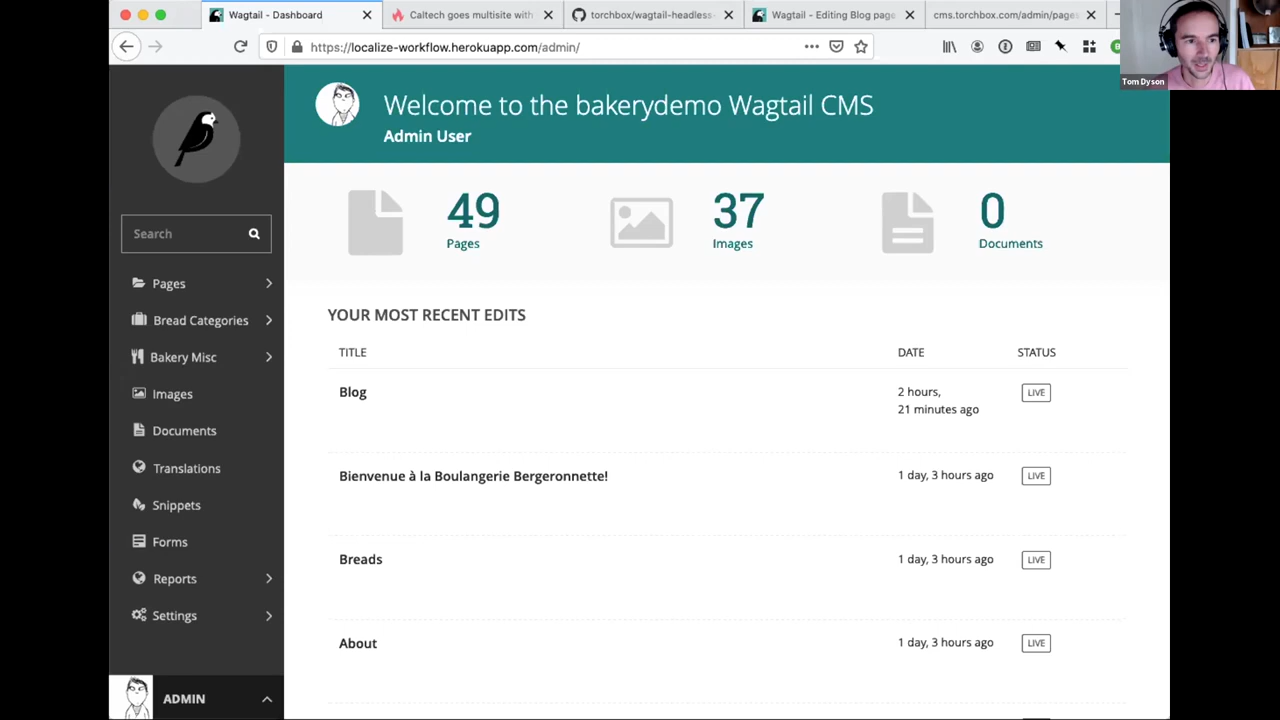 Wagtail - Dashboard
Caltech goes multisite with
torchbox/wagtail-headless-
Wagtail - Editing Blog page
cms.torchbox.com/admin/pages
https://localize-workflow.herokuapp.com/admin/
Tom Dyson
Welcome to the bakerydemo Wagtail CMS
Admin User
Search
Pages
Bread Categories
Bakery Misc
Images
Documents
Translations
Snippets
Forms
Reports
Settings
ADMIN
49
Pages
37
Images
0
Documents
YOUR MOST RECENT EDITS
TITLE DATE STATUS
Blog 2 hours, LIVE
21 minutes ago
Bienvenue à la Boulangerie Bergeronnette! 1 day, 3 hours ago LIVE
Breads 1 day, 3 hours ago LIVE
About 1 day, 3 hours ago LIVE